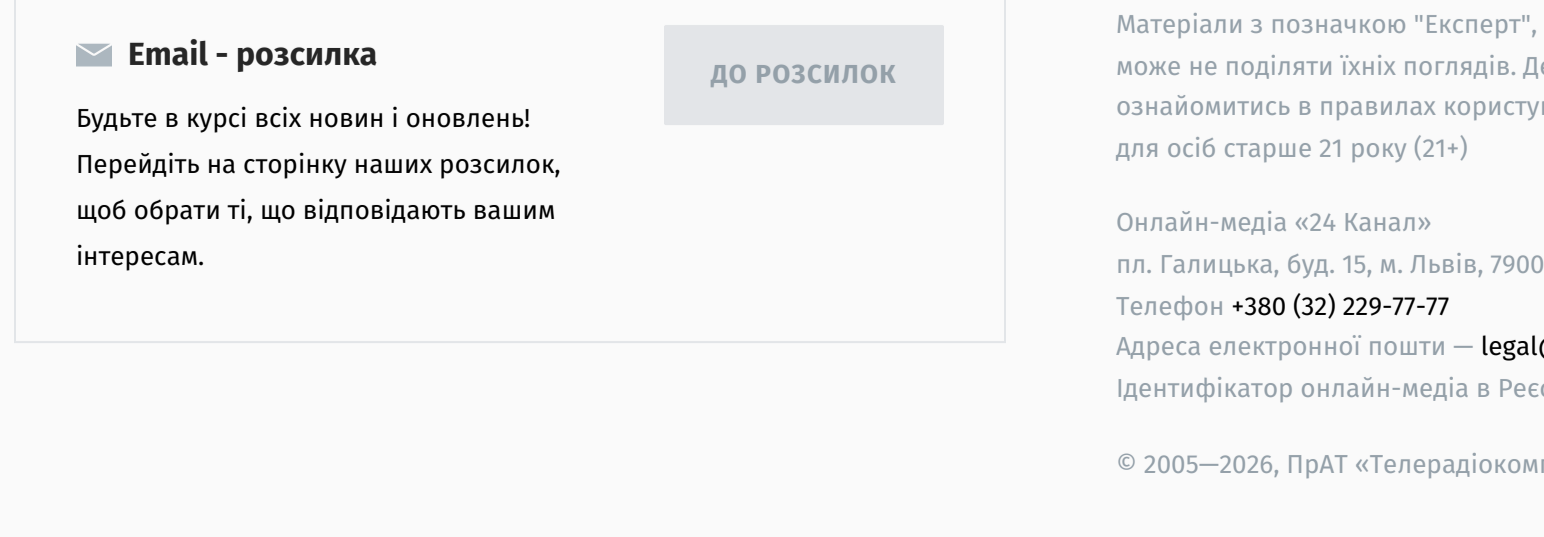 Email - розсилка
ДО РОЗСИЛОК
Будьте в курсі всіх новин і оновлень!
Перейдіть на сторінку наших розсилок,
щоб обрати ті, що відповідають вашим
інтересам.
Матеріали з позначкою "Експерт",
може не поділяти їхніх поглядів.
ознайомитись в правилах
для осіб старше 21 року (21+)
Онлайн-медіа «24 Канал»
пл. Галицька, буд. 15, м. Львів, 7900
Телефон +380 (32) 229-77-77
Адреса електронної пошти — legal@
Ідентифікатор онлайн-медіа в
© 2005—2026, ПрАТ